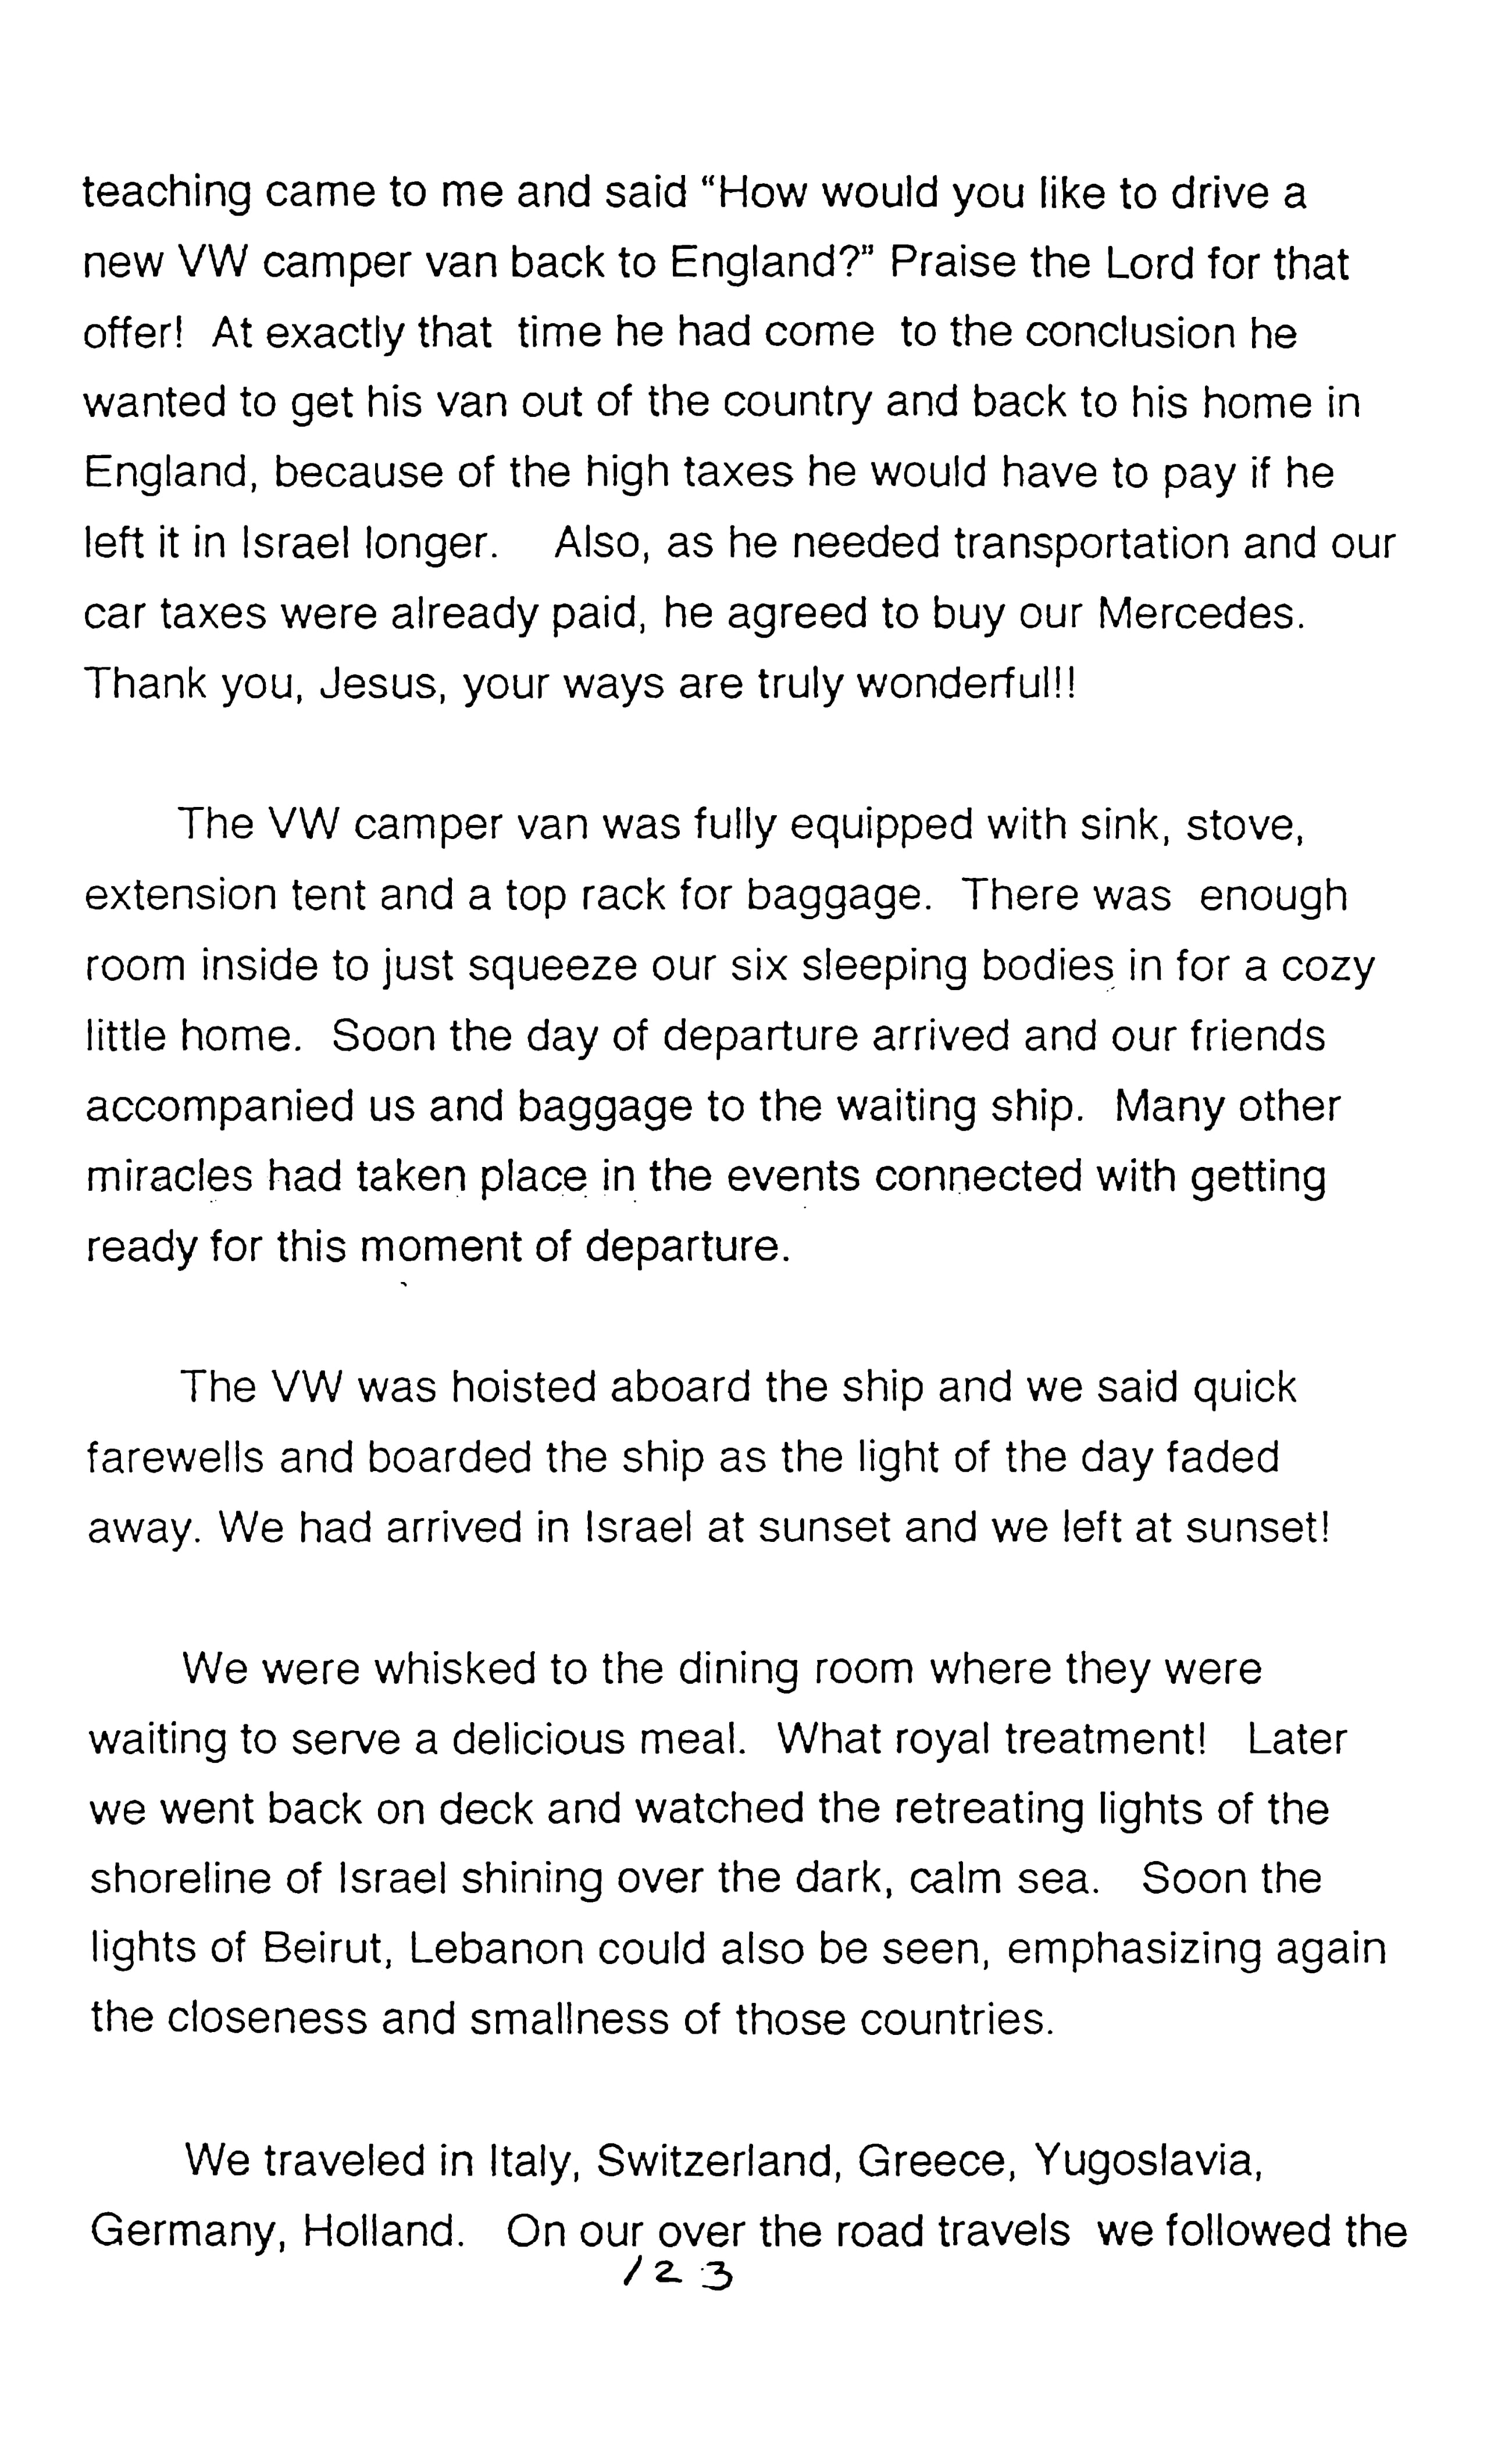 teaching came to me and said “How would you like to drive a
new VW camper van back to England?” Praise the Lord for that
offer! At exactly that time he had come to the conclusion he
wanted to get his van out of the country and back to his home in
England, because of the high taxes he would have to pay if he
left it in Israel longer. Also, as he needed transportation and our
car taxes were already paid, he agreed to buy our Mercedes.
Thank you, Jesus, your ways are truly wonderful!!
The VW camper van was fully equipped with sink, stove,
extension tent and a top rack for baggage. There was enough
room inside to just squeeze our six sleeping bodies in for a cozy
little home. Soon the day of departure arrived and our friends
accompanied us and baggage to the waiting ship. Many other
miracles had taken place in the events connected with getting
ready for this moment of departure.
The VW was hoisted aboard the ship and we said quick
farewells and boarded the ship as the light of the day faded
away. We had arrived in Israel at sunset and we left at sunset!
We were whisked to the dining room where they were
waiting to serve a delicious meal. What royal treatment! Later
we went back on deck and watched the retreating lights of the
shoreline of Israel shining over the dark, calm sea. Soon the
lights of Beirut, Lebanon could also be seen, emphasizing again
the closeness and smallness of those countries.
We traveled in Italy, Switzerland, Greece, Yugoslavia,
Germany, Holland. On our over the road travels we followed the
123